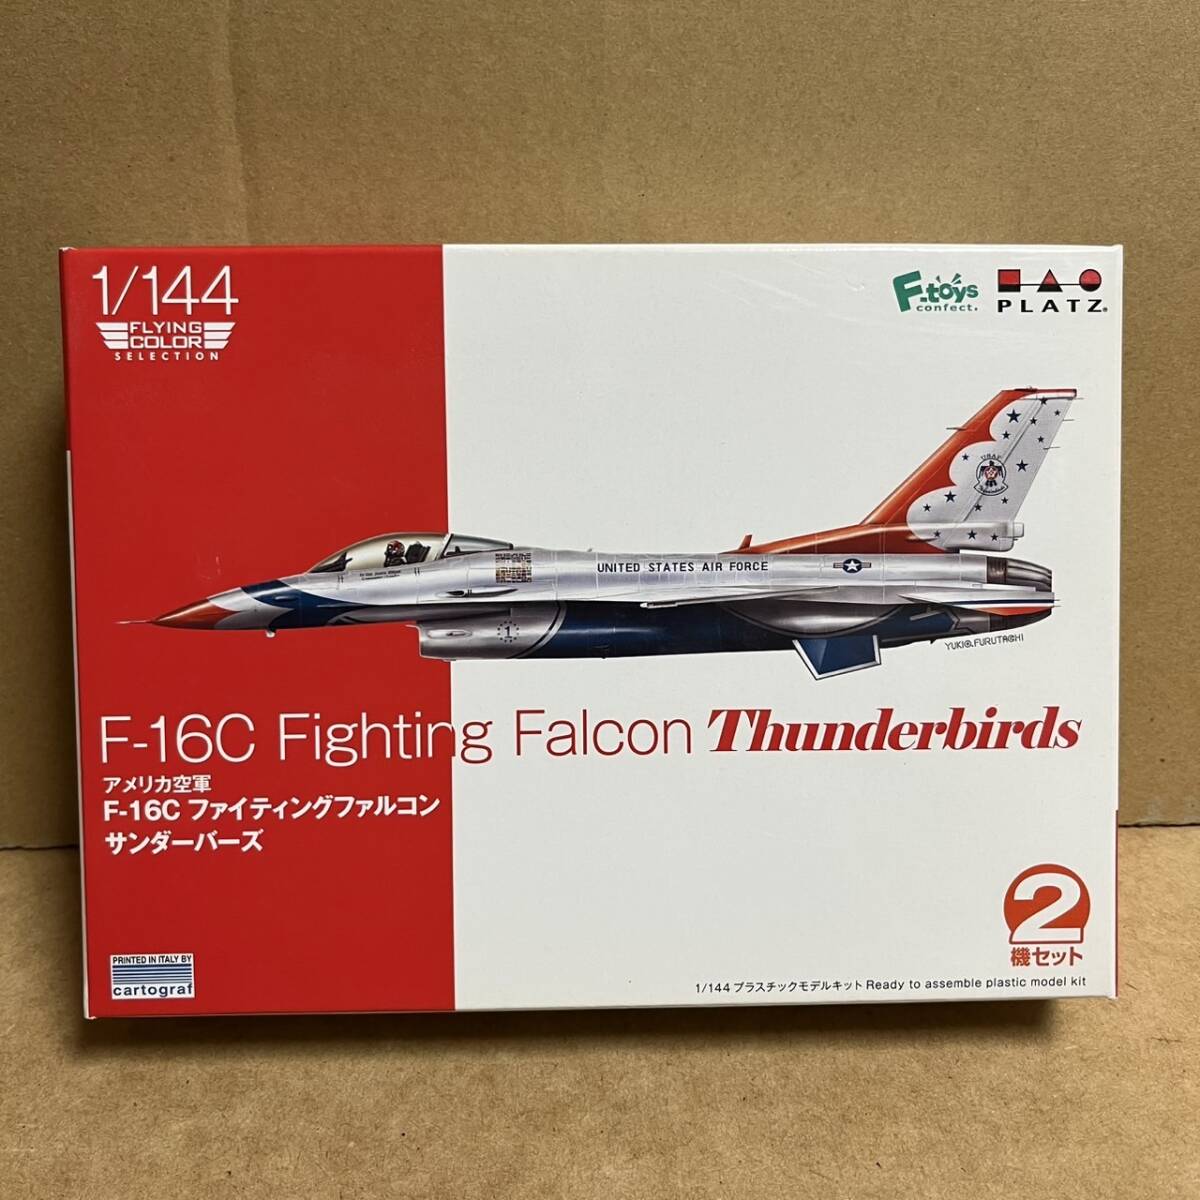 1/144
FLYING
COLOR
SELECTION
F-toys
confect.
PLATZ®
USAF
UNITED STATES AIR FORCE
1
YUKIO.FURUTACHI
F-16C Fighting Falcon Thunderbirds
アメリカ空軍
F-16C ファイティングファルコン
サンダーバーズ
2
機セット
PRINTED IN ITALY BY
cartograf
1/144 プラスチックモデルキット Ready to assemble plastic model kit